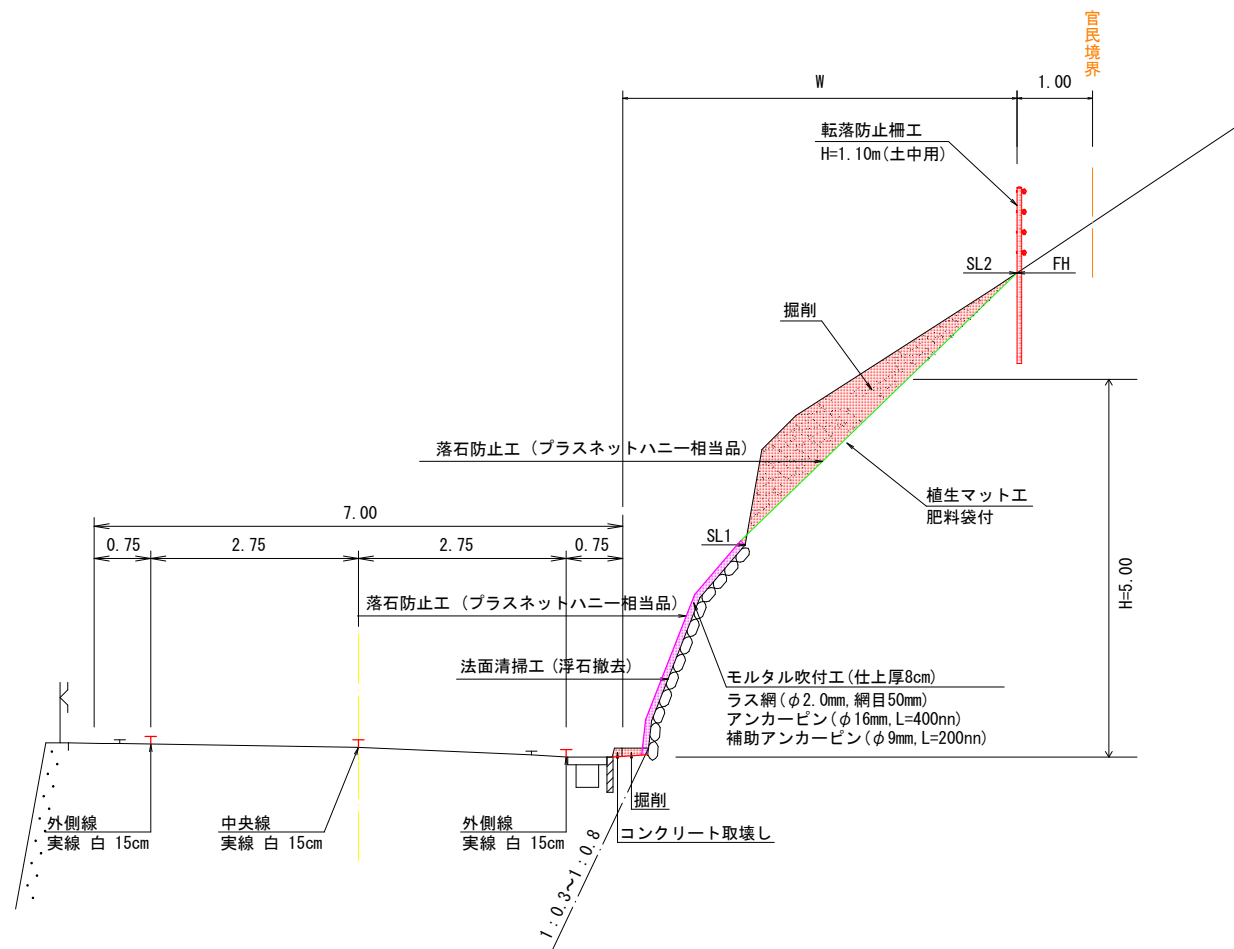 官民境界
W
1.00
転落防止柵工
H=1.10m(土中用)
SL2
FH
掘削
落石防止工（プラスネットハニー相当品）
植生マット工
肥料袋付
7.00
0.75
2.75
2.75
0.75
SL1
H=5.00
落石防止工（プラスネットハニー相当品）
法面清掃工(浮石撤去)
モルタル吹付工(仕上厚8cm)
ラス網(φ2.0mm,網目50mm)
アンカーピン(φ16mm,L=400nn)
補助アンカーピン(φ9mm,L=200nn)
掘削
コンクリート取壊し
外側線
実線 白 15cm
中央線
実線 白 15cm
外側線
実線 白 15cm
1:0.3~1:0.8